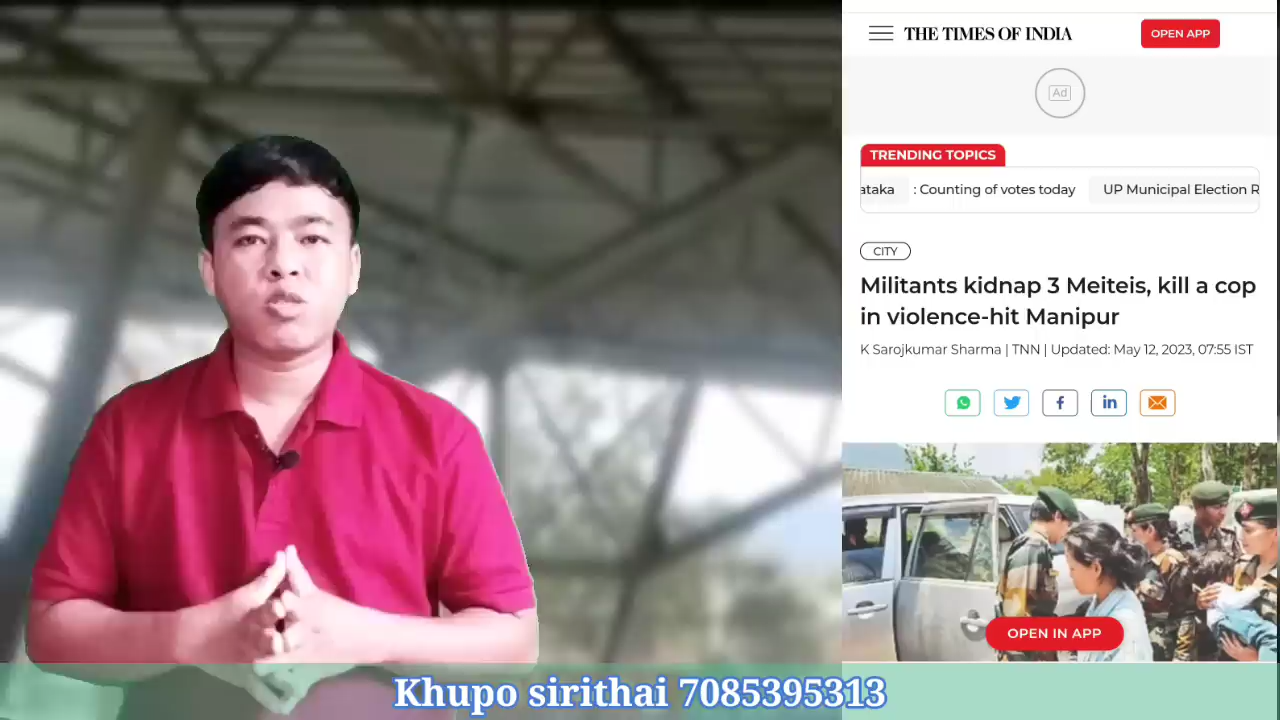 THE TIMES OF INDIA
OPEN APP
Ad
TRENDING TOPICS
ataka : Counting of votes today UP Municipal Election R
CITY
Militants kidnap 3 Meiteis, kill a cop
in violence-hit Manipur
K Sarojkumar Sharma | TNN | Updated: May 12, 2023, 07:55 IST
f
in
OPEN IN APP
Khupo sirithai 7085395313